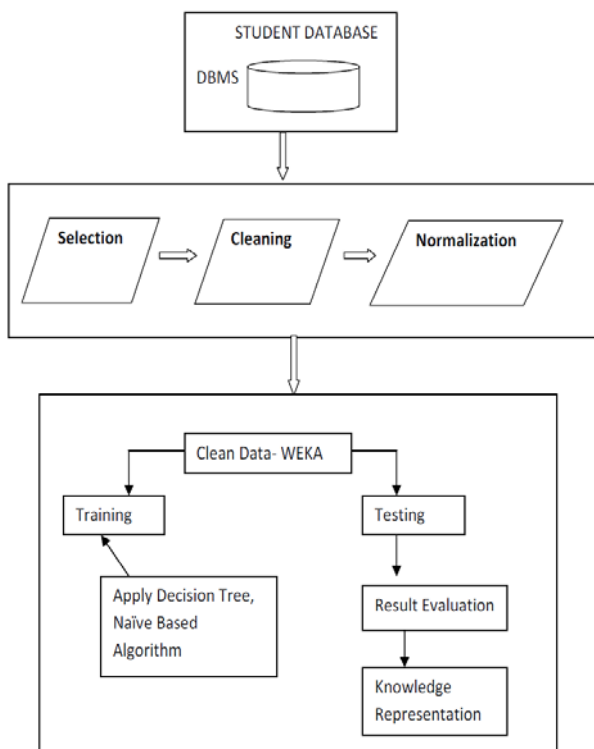 STUDENT DATABASE
DBMS
Selection
Cleaning
Normalization
Clean Data- WEKA
Training
Testing
Apply Decision Tree,
Naïve Based
Algorithm
Result Evaluation
Knowledge
Representation